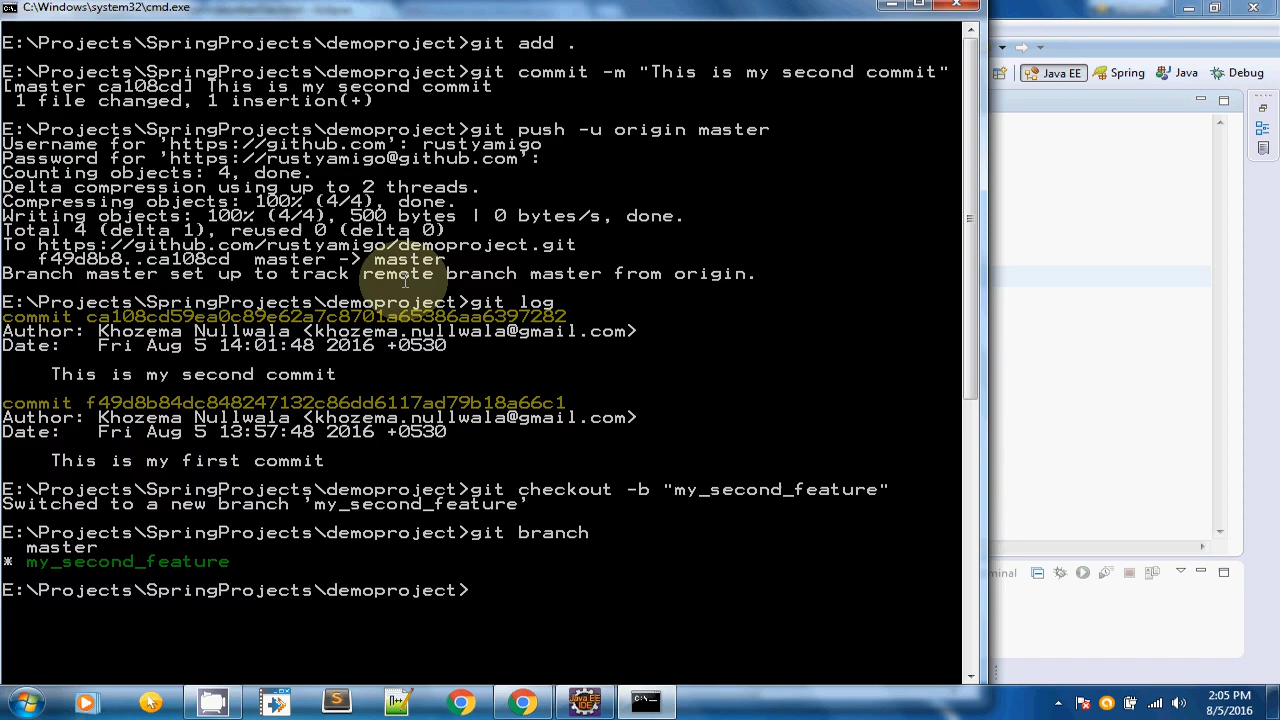 C:\Windows\system32\cmd.exe
E:\Projects\SpringProjects\demoproject>git add .
E:\Projects\SpringProjects\demoproject>git commit -m "This is my second commit"
[master ca108cd] This is my second commit
1 file changed, 1 insertion(+)
E:\Projects\SpringProjects\demoproject>git push -u origin master
Username for 'https://github.com': rustyamigo
Password for 'https://rustyamigo@github.com':
Counting objects: 4, done.
Delta compression using up to 2 threads.
Compressing objects: 100% (4/4), done.
Writing objects: 100% (4/4), 500 bytes | 0 bytes/s, done.
Total 4 (delta 1), reused 0 (delta 0)
To https://github.com/rustyamigo/demoproject.git
f49d8b8..ca108cd  master -> master
Branch master set up to track remote branch master from origin.
E:\Projects\SpringProjects\demoproject>git log
commit ca108cd59ea0c89e62a7c8701a65386aa6397282
Author: Khozema Nullwala <khozema.nullwala@gmail.com>
Date:   Fri Aug 5 14:01:48 2016 +0530
This is my second commit
commit f49d8b84dc848247132c86dd6117ad79b18a66c1
Author: Khozema Nullwala <khozema.nullwala@gmail.com>
Date:   Fri Aug 5 13:57:48 2016 +0530
This is my first commit
E:\Projects\SpringProjects\demoproject>git checkout -b "my_second_feature"
Switched to a new branch 'my_second_feature'
E:\Projects\SpringProjects\demoproject>git branch
master
* my_second_feature
E:\Projects\SpringProjects\demoproject>
Java EE Spring Java Debug
minal
2:05 PM
8/5/2016